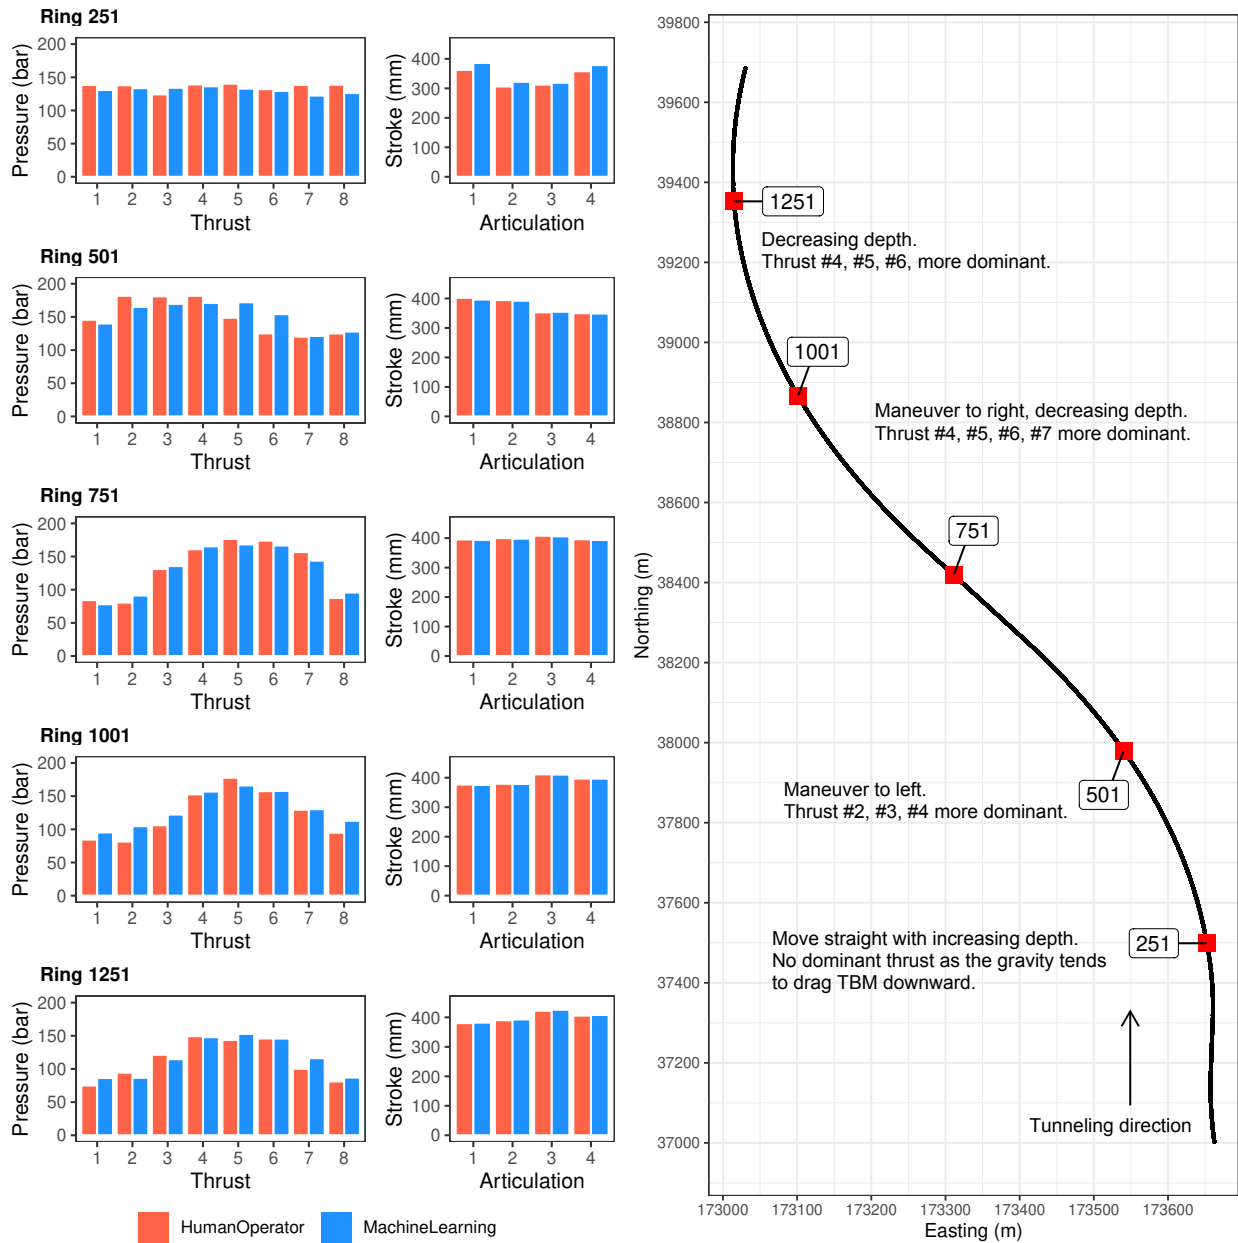 Ring 251
Pressure (bar)
200
150
100
50
0
1 2 3 4 5 6 7 8
Thrust
Stroke (mm)
400
300
200
100
0
1 2 3 4
Articulation
Ring 501
Pressure (bar)
200
150
100
50
0
1 2 3 4 5 6 7 8
Thrust
Stroke (mm)
400
300
200
100
0
1 2 3 4
Articulation
Ring 751
Pressure (bar)
200
150
100
50
0
1 2 3 4 5 6 7 8
Thrust
Stroke (mm)
400
300
200
100
0
1 2 3 4
Articulation
Ring 1001
Pressure (bar)
200
150
100
50
0
1 2 3 4 5 6 7 8
Thrust
Stroke (mm)
400
300
200
100
0
1 2 3 4
Articulation
Ring 1251
Pressure (bar)
200
150
100
50
0
1 2 3 4 5 6 7 8
Thrust
Stroke (mm)
400
300
200
100
0
1 2 3 4
Articulation
HumanOperator
MachineLearning
Northing (m)
39800
39600
39400
39200
39000
38800
38600
38400
38200
38000
37800
37600
37400
37200
37000
1251
Decreasing depth.
Thrust #4, #5, #6, more dominant.
1001
Maneuver to right, decreasing depth.
Thrust #4, #5, #6, #7 more dominant.
751
501
Maneuver to left.
Thrust #2, #3, #4 more dominant.
251
Move straight with increasing depth.
No dominant thrust as the gravity tends
to drag TBM downward.
Tunneling direction
173000 173100 173200 173300 173400 173500 173600
Easting (m)